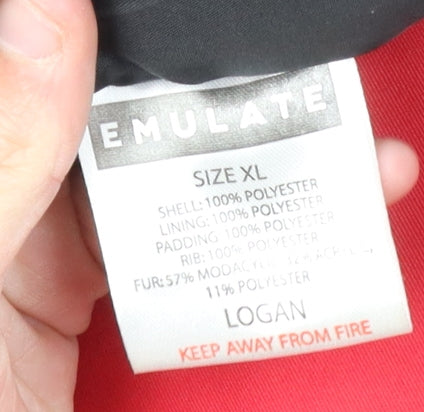 EMULATE
SIZE XL
SHELL: 100% POLYESTER
LINING: 100% POLYESTER
PADDING 100% POLYESTER
RIB: 100% POLYESTER
FUR: 57% 
11% POLYESTER
LOGAN
KEEP AWAY FROM FIRE